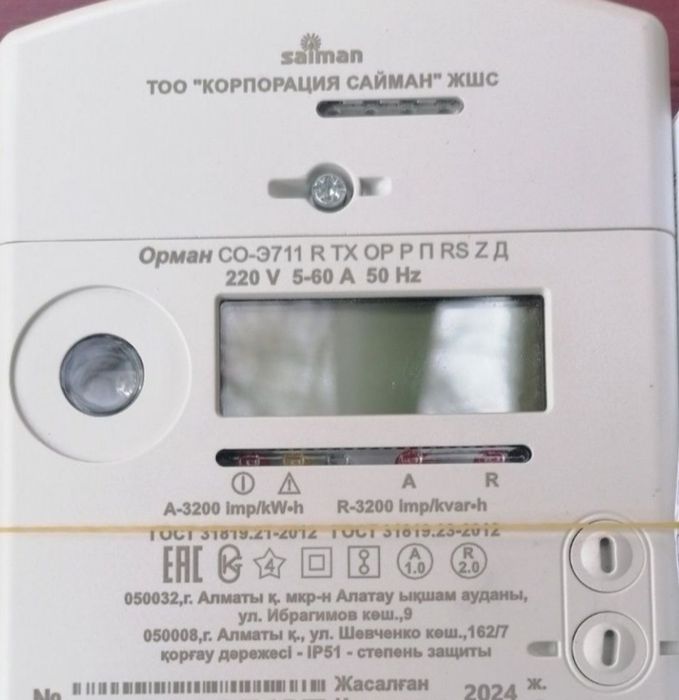 saiman
ТОО "КОРПОРАЦИЯ САЙМАН" ЖШС
Орман СО-Э711 R TX OP P П RS Z Д
220 V 5-60 A 50 Hz
A R
A-3200 imp/kW•h R-3200 imp/kvar•h
ГОСТ 31819.21-2012 ГОСТ 31819.23-2012
EAC 4 A 1.0 R 2.0
050032,г. Алматы қ. мкр-н Алатау ықшам ауданы,
ул. Ибрагимов көш.,9
050008,г. Алматы қ., ул. Шевченко көш.,162/7
қорғау дәрежесі - IP51 - степень защиты
№ Жасалған 2024 ж.